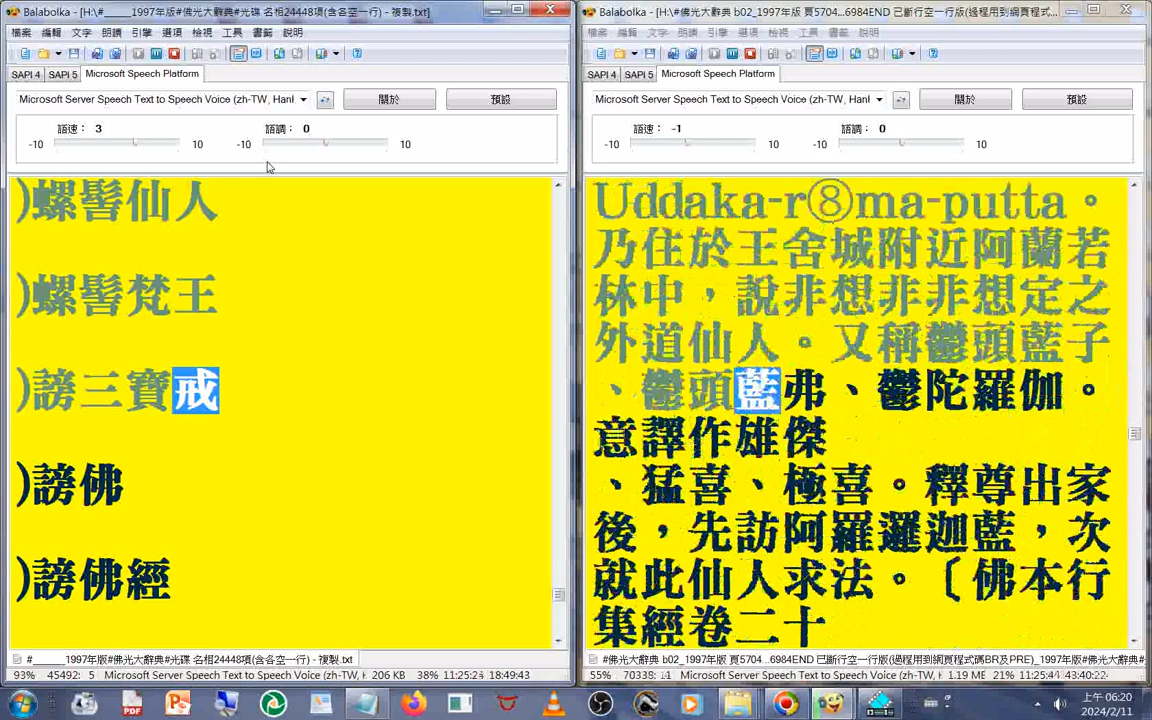 Balabolka - [H:\#_____1997年版#佛光大辭典#光碟 名相24448項(含各空一行) - 複製.txt]
檔案 編輯 文字 朗讀 引擎 選項 檢視 工具 書籤 說明
SAPI 4 SAPI 5 Microsoft Speech Platform
Microsoft Server Speech Text to Speech Voice (zh-TW, Hanl
關於
預設
語速： 3
語調： 0
-10 10 -10 10
)螺髻仙人
)螺髻梵王
)謗三寶戒
)謗佛
)謗佛經
#_____1997年版#佛光大辭典#光碟 名相24448項(含各空一行) - 複製.txt
93% 45492: 5 Microsoft Server Speech Text to Speech Voice (zh-TW, H 206 KB 38% 11:25:24 18:49:43
Balabolka - [H:\#佛光大辭典 b02_1997年版 頁5704...6984END 已斷行空一行版(過程用到網頁程式...
檔案 編輯 文字 朗讀 引擎 選項 檢視 工具 書籤 說明
SAPI 4 SAPI 5 Microsoft Speech Platform
Microsoft Server Speech Text to Speech Voice (zh-TW, Hanl
關於
預設
語速： -1
語調： 0
-10 10 -10 10
Uddaka-r⑧ma-putta。
乃住於王舍城附近阿蘭若
林中，說非想非非想定之
外道仙人。又稱鬱頭藍子
、鬱頭藍弗、鬱陀羅伽。
意譯作雄傑
、猛喜、極喜。釋尊出家
後，先訪阿羅邏迦藍，次
就此仙人求法。〔佛本行
集經卷二十
#佛光大辭典 b02_1997年版 頁5704...6984END 已斷行空一行版(過程用到網頁程式碼BR及PRE)_1997年版#佛光大辭典#
55% Microsoft Server Speech Text to Speech Voice (zh-TW, H 1.19 ME 21% 11:25:44 43:40:22
上午 06:20
2024/2/11